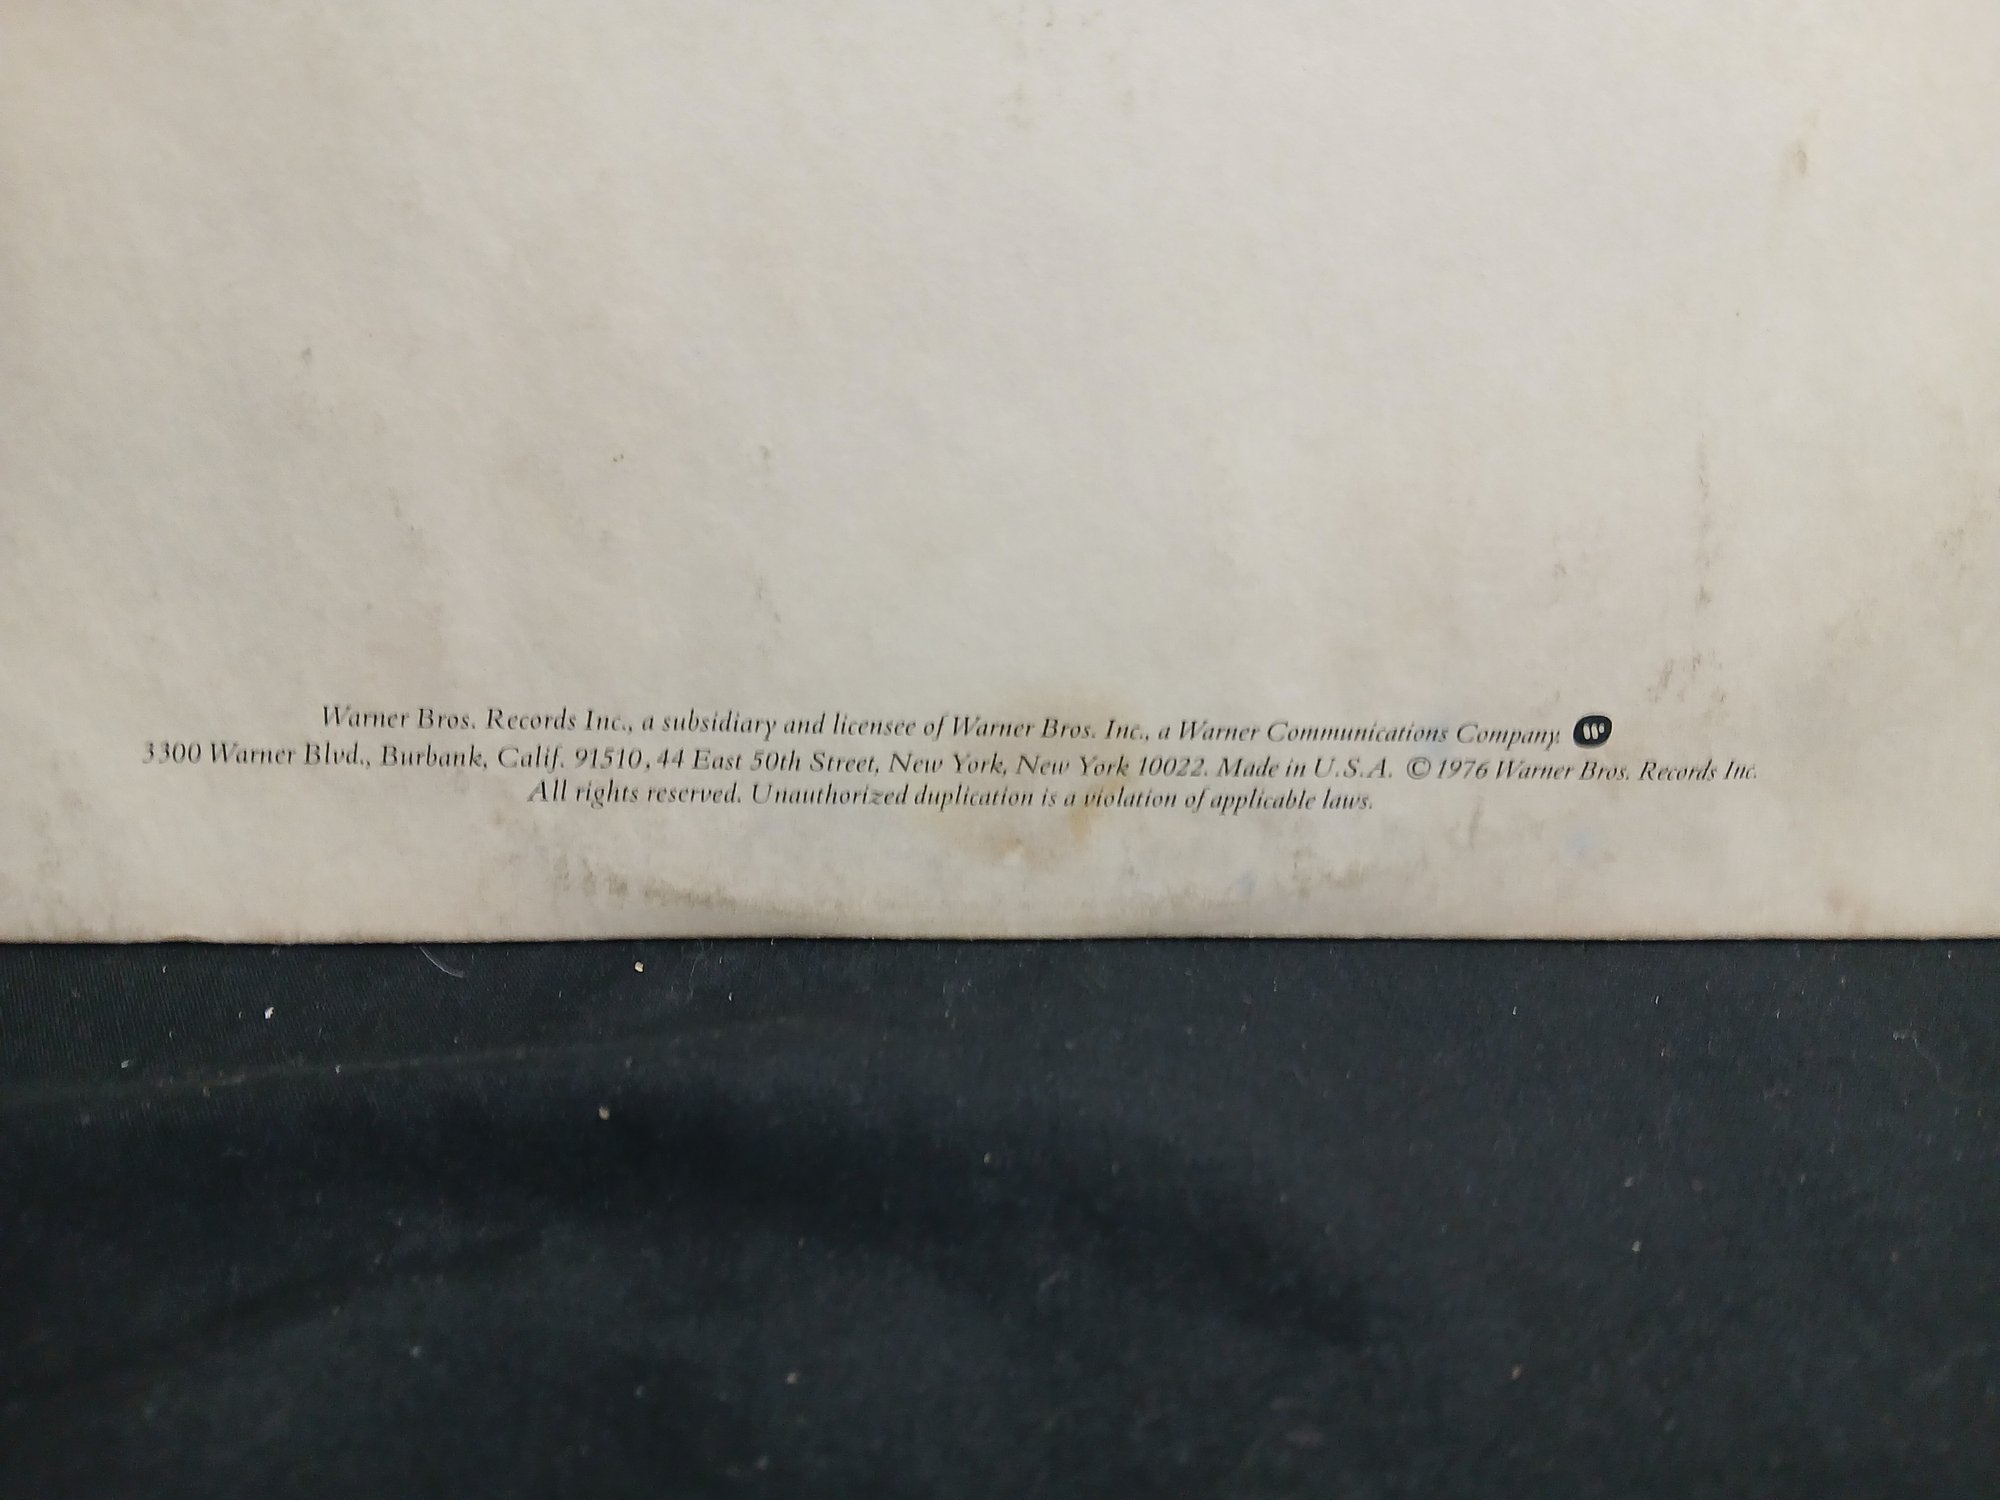 Warner Bros. Records Inc., a subsidiary and licensee of Warner Bros. Inc., a Warner Communications Company.
3300 Warner Blvd., Burbank, Calif. 91510, 44 East 50th Street, New York, New York 10022. Made in U.S.A. © 1976 Warner Bros. Records Inc.
All rights reserved. Unauthorized duplication is a violation of applicable laws.